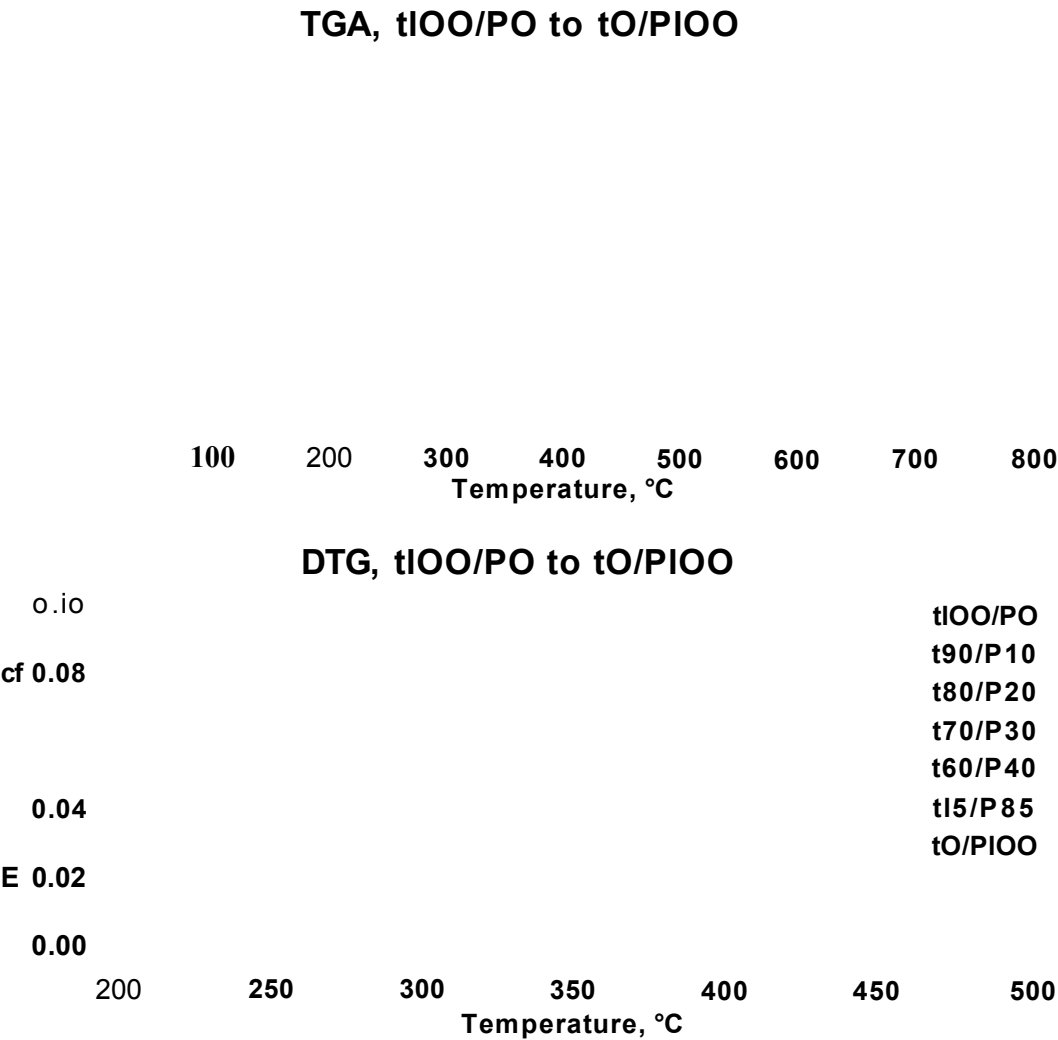 TGA, tlOO/PO to tO/PlOO
100 200 300 400 500 600 700 800
Temperature, °C
DTG, tlOO/PO to tO/PlOO
o.io
cf 0.08
0.04
E 0.02
0.00
tlOO/PO
t90/P10
t80/P20
t70/P30
t60/P40
tl5/P85
tO/PlOO
200 250 300 350 400 450 500
Temperature, °C